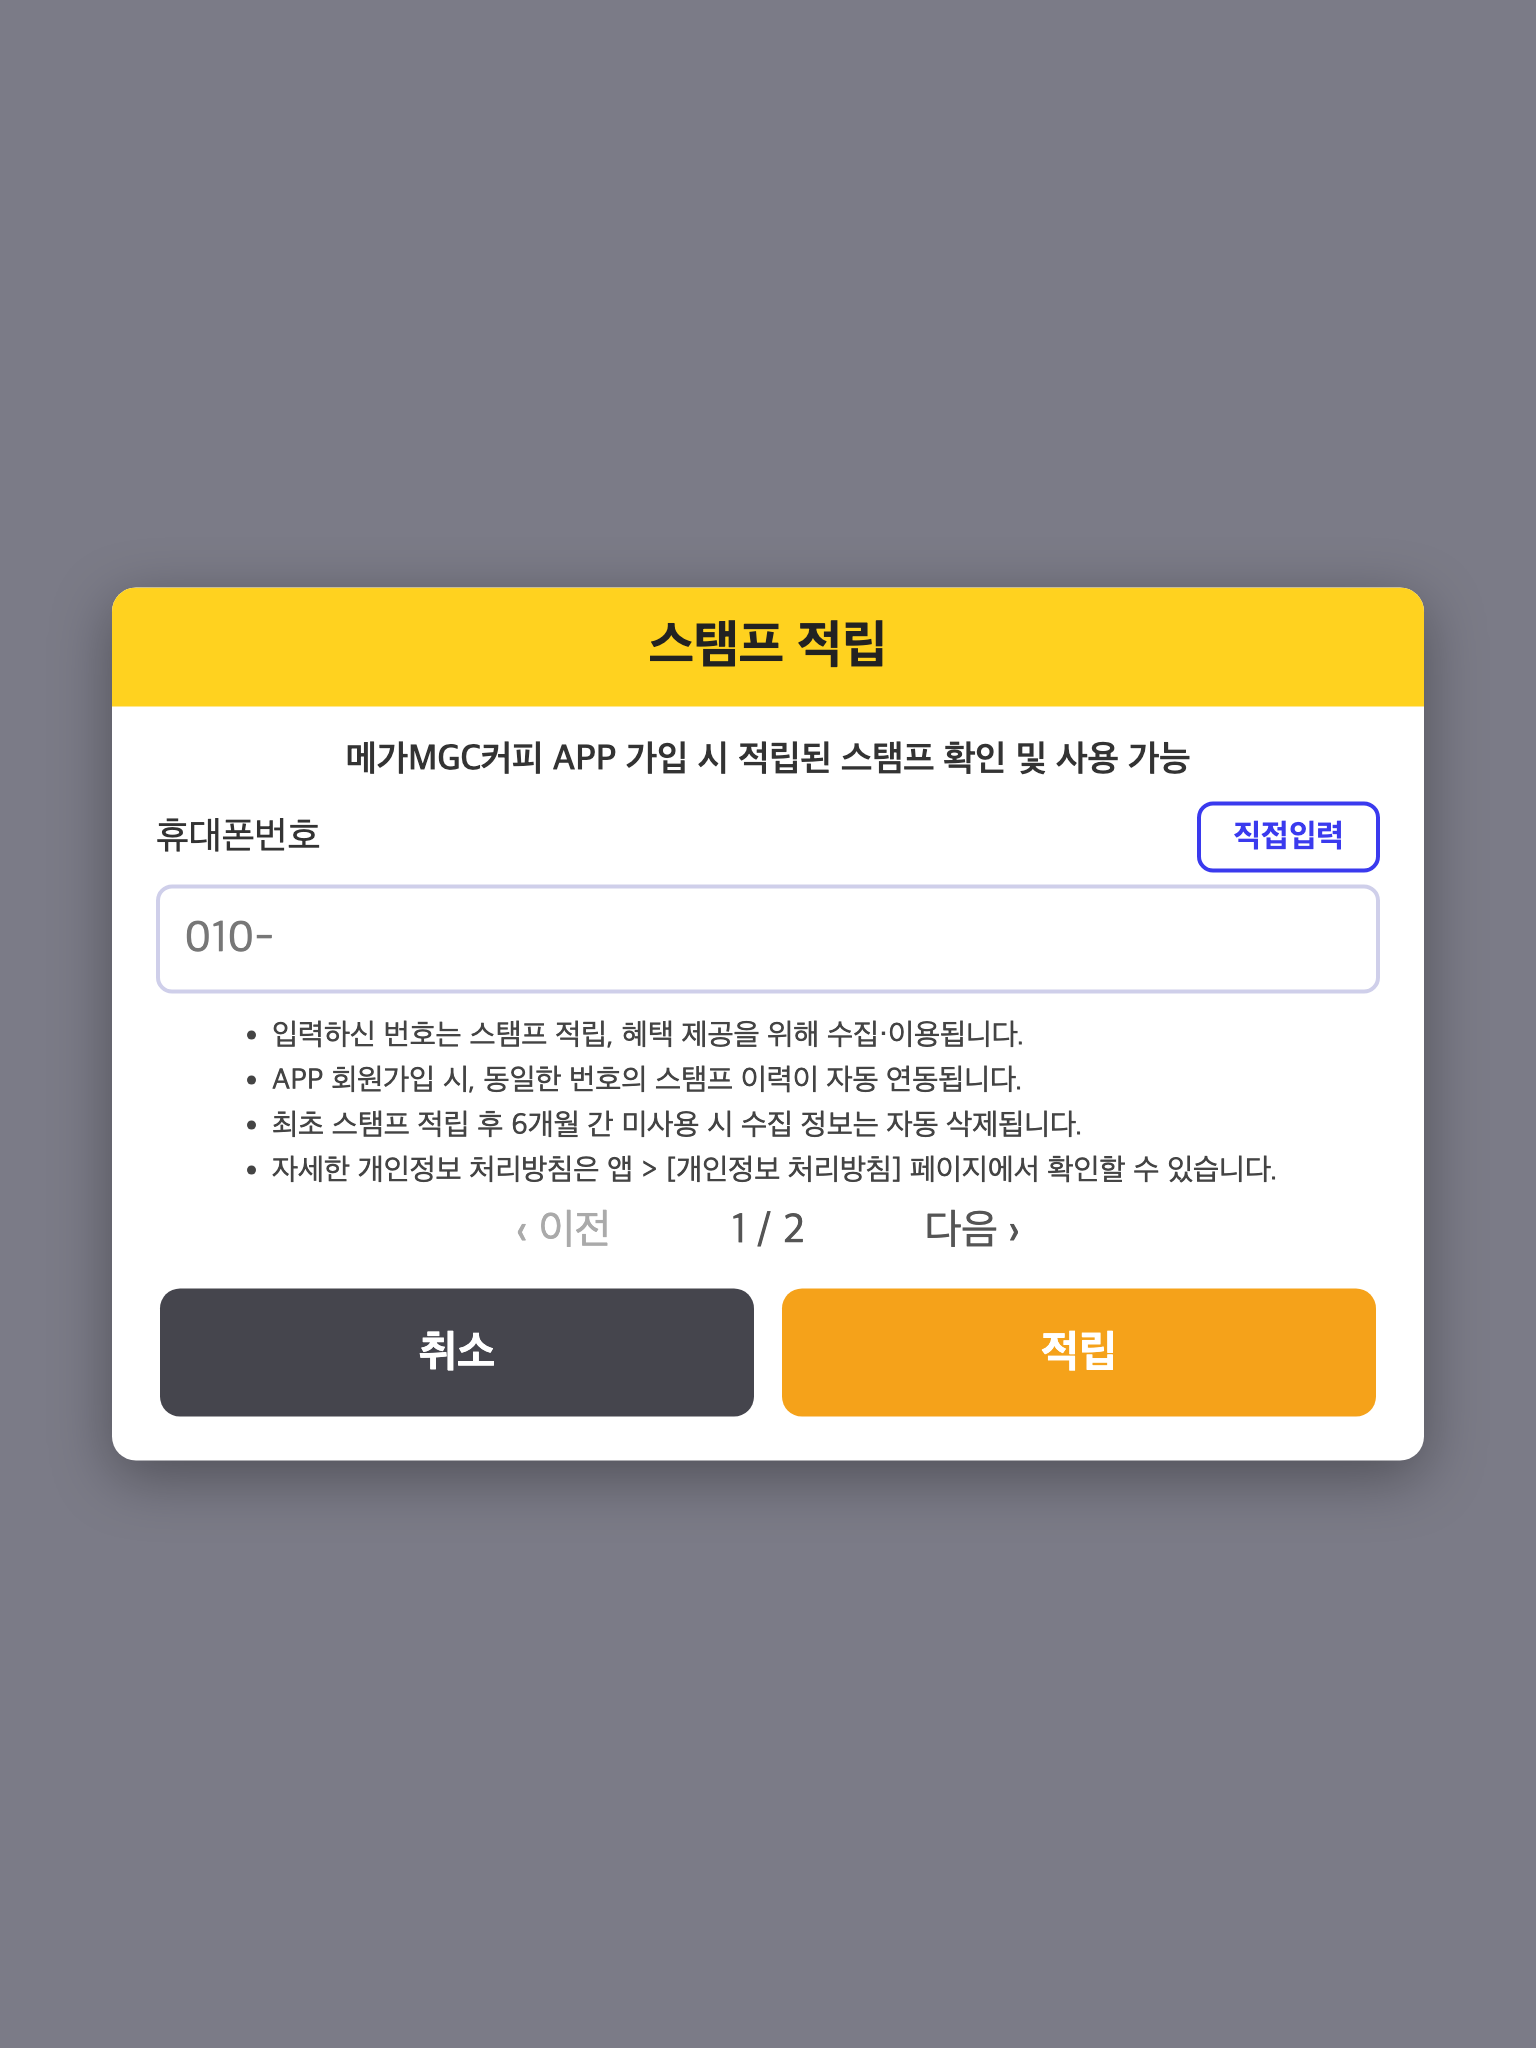 스탬프 적립
메가MGC커피 APP 가입 시 적립된 스탬프 확인 및 사용 가능
휴대폰번호
직접입력
010-
• 입력하신 번호는 스탬프 적립, 혜택 제공을 위해 수집·이용됩니다.
• APP 회원가입 시, 동일한 번호의 스탬프 이력이 자동 연동됩니다.
• 최초 스탬프 적립 후 6개월 간 미사용 시 수집 정보는 자동 삭제됩니다.
• 자세한 개인정보 처리방침은 앱 > [개인정보 처리방침] 페이지에서 확인할 수 있습니다.
‹ 이전 1 / 2 다음 ›
취소 적립